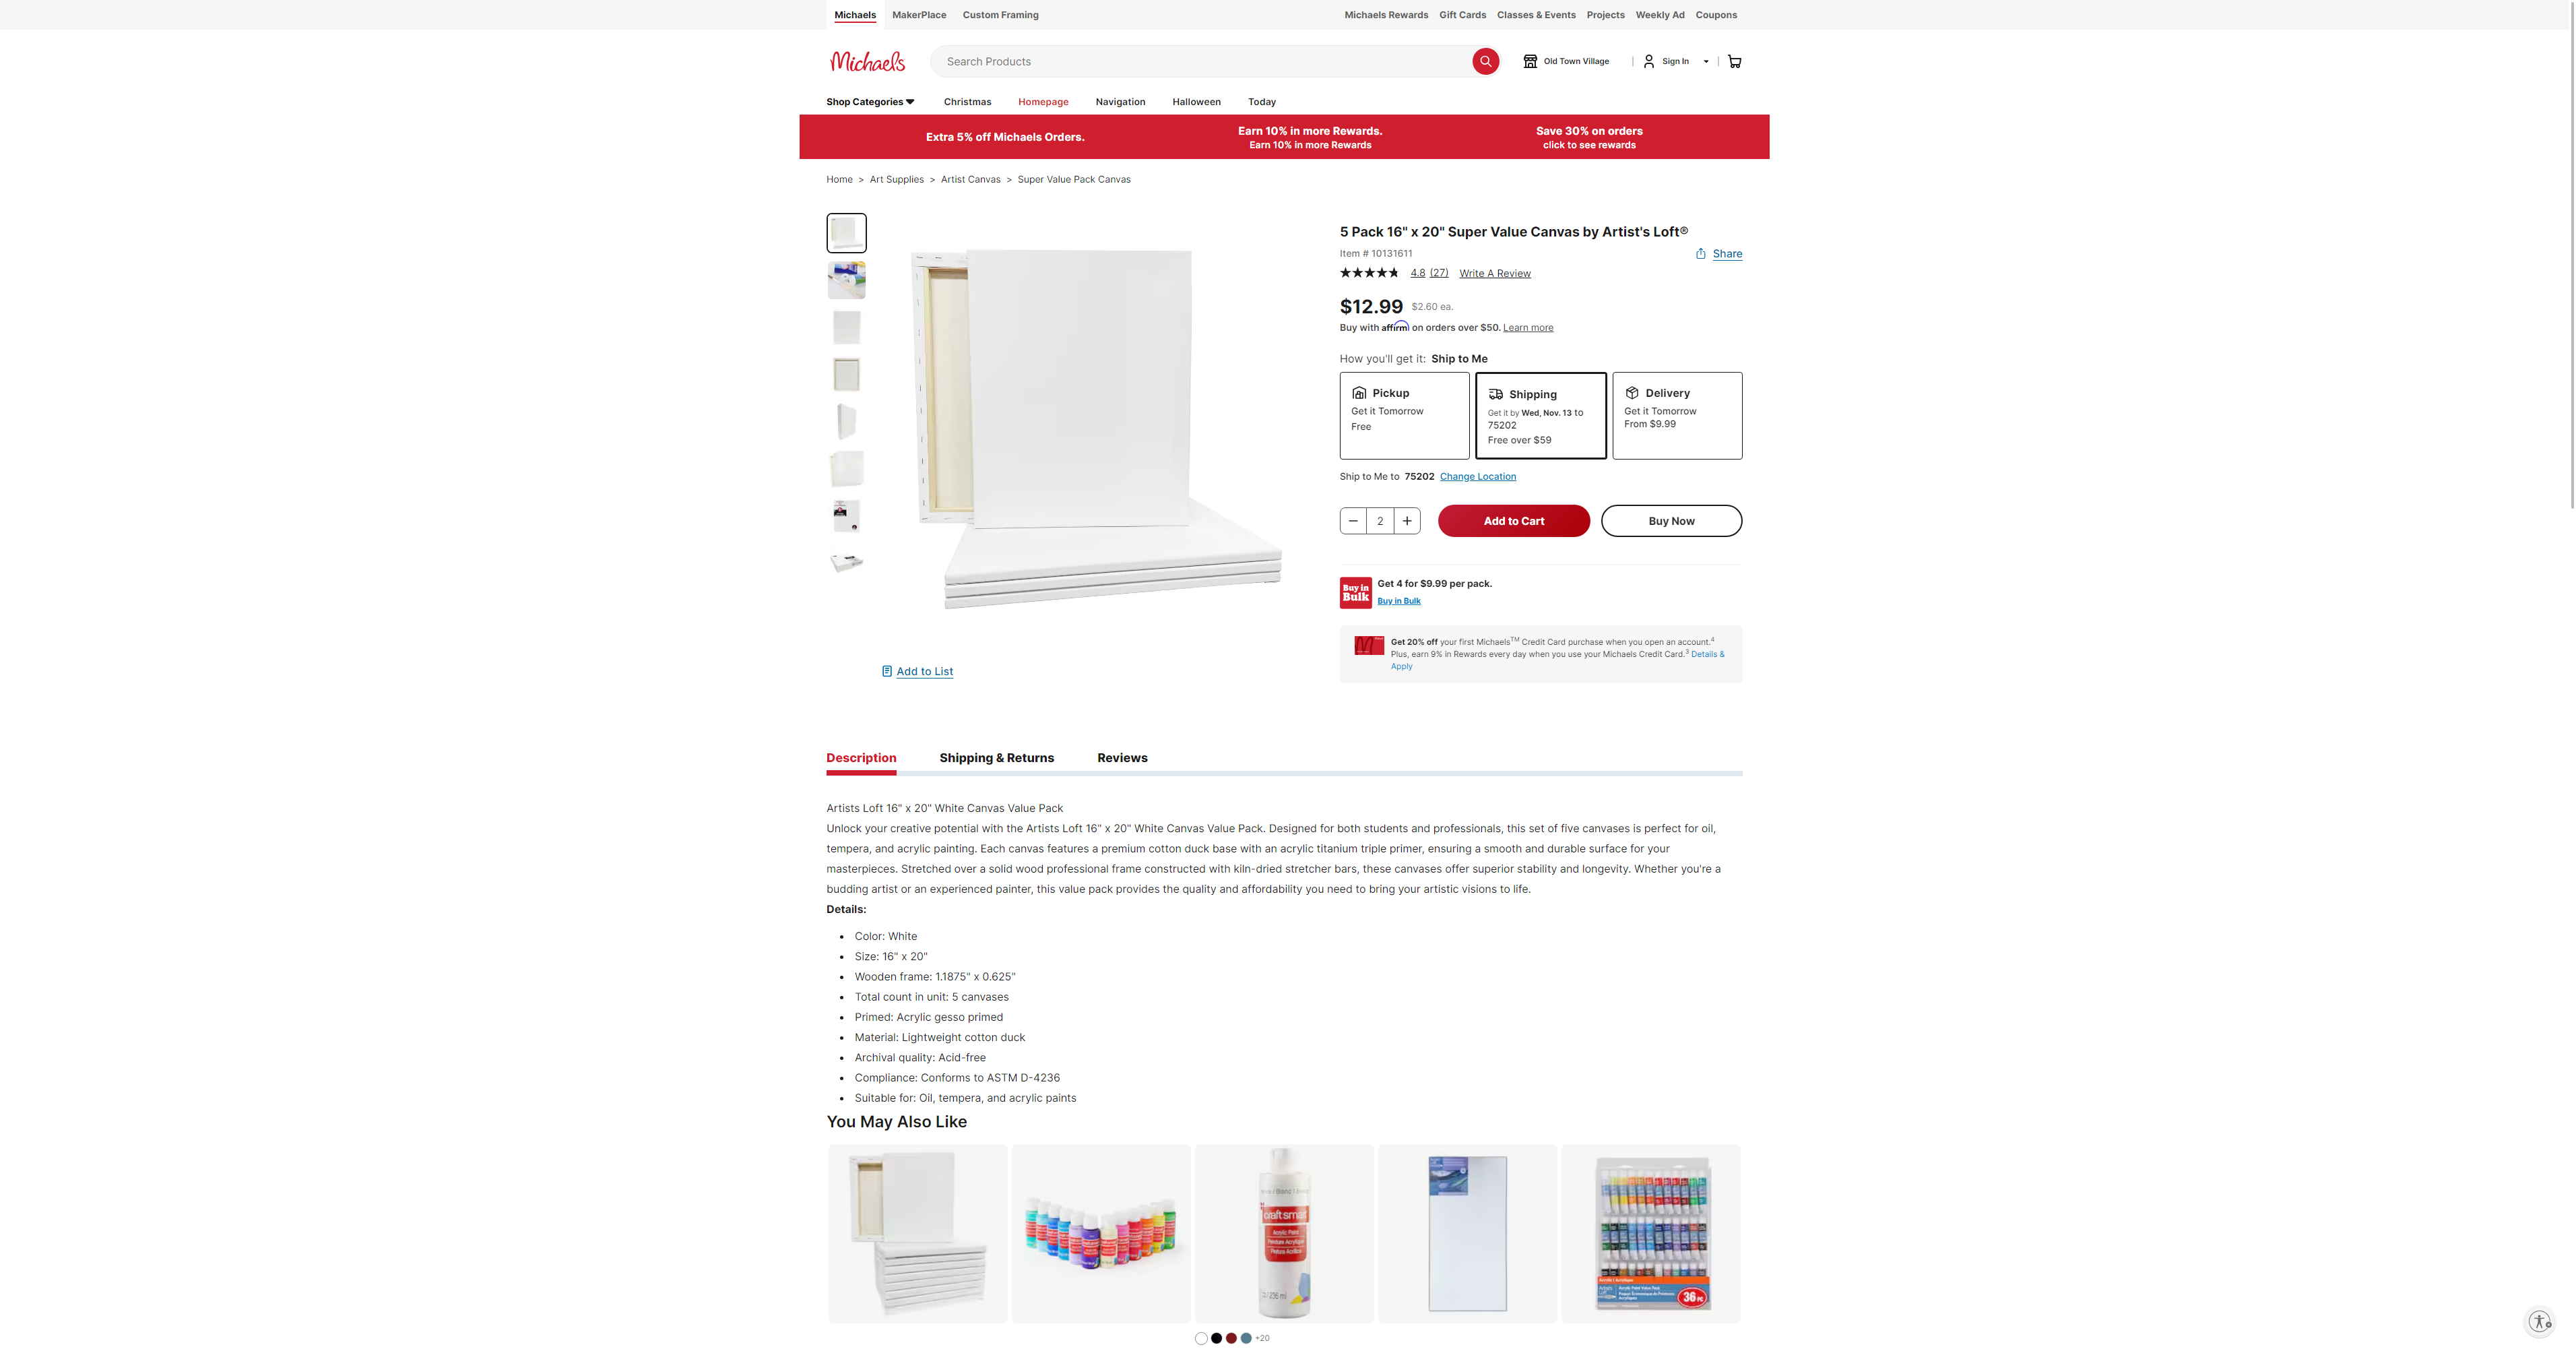 Michaels MakerPlace Custom Framing Michaels Rewards Gift Cards Classes & Events Projects Weekly Ad Coupons
Michaels Search Products Old Town Village | Sign In |
Shop Categories Christmas Homepage Navigation Halloween Today
Extra 5% off Michaels Orders.
Earn 10% in more Rewards.
Earn 10% in more Rewards
Save 30% on orders
click to see rewards
Home > Art Supplies > Artist Canvas > Super Value Pack Canvas
5 Pack 16" x 20" Super Value Canvas by Artist's Loft®
Item # 10131611
Share
4.8 (27) Write A Review
$12.99 $2.60 ea.
Buy with affirm on orders over $50. Learn more
How you'll get it: Ship to Me
Pickup
Get it Tomorrow
Free
Shipping
Get it by Wed, Nov. 13 to
75202
Free over $59
Delivery
Get it Tomorrow
From $9.99
Ship to Me to 75202 Change Location
2 Add to Cart Buy Now
Buy in
Bulk
Get 4 for $9.99 per pack.
Buy in Bulk
Get 20% off your first Michaels™ Credit Card purchase when you open an account.4
Plus, earn 9% in Rewards every day when you use your Michaels Credit Card.3 Details &
Apply
Add to List
Description Shipping & Returns Reviews
Artists Loft 16" x 20" White Canvas Value Pack
Unlock your creative potential with the Artists Loft 16" x 20" White Canvas Value Pack. Designed for both students and professionals, this set of five canvases is perfect for oil,
tempera, and acrylic painting. Each canvas features a premium cotton duck base with an acrylic titanium triple primer, ensuring a smooth and durable surface for your
masterpieces. Stretched over a solid wood professional frame constructed with kiln-dried stretcher bars, these canvases offer superior stability and longevity. Whether you're a
budding artist or an experienced painter, this value pack provides the quality and affordability you need to bring your artistic visions to life.
Details:
Color: White
Size: 16" x 20"
Wooden frame: 1.1875" x 0.625"
Total count in unit: 5 canvases
Primed: Acrylic gesso primed
Material: Lightweight cotton duck
Archival quality: Acid-free
Compliance: Conforms to ASTM D-4236
Suitable for: Oil, tempera, and acrylic paints
You May Also Like
craft smart
Acrylic Paint
36 PC
+20